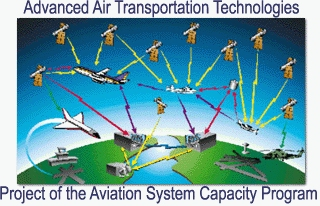 Advanced Air Transportation Technologies
Project of the Aviation System Capacity Program